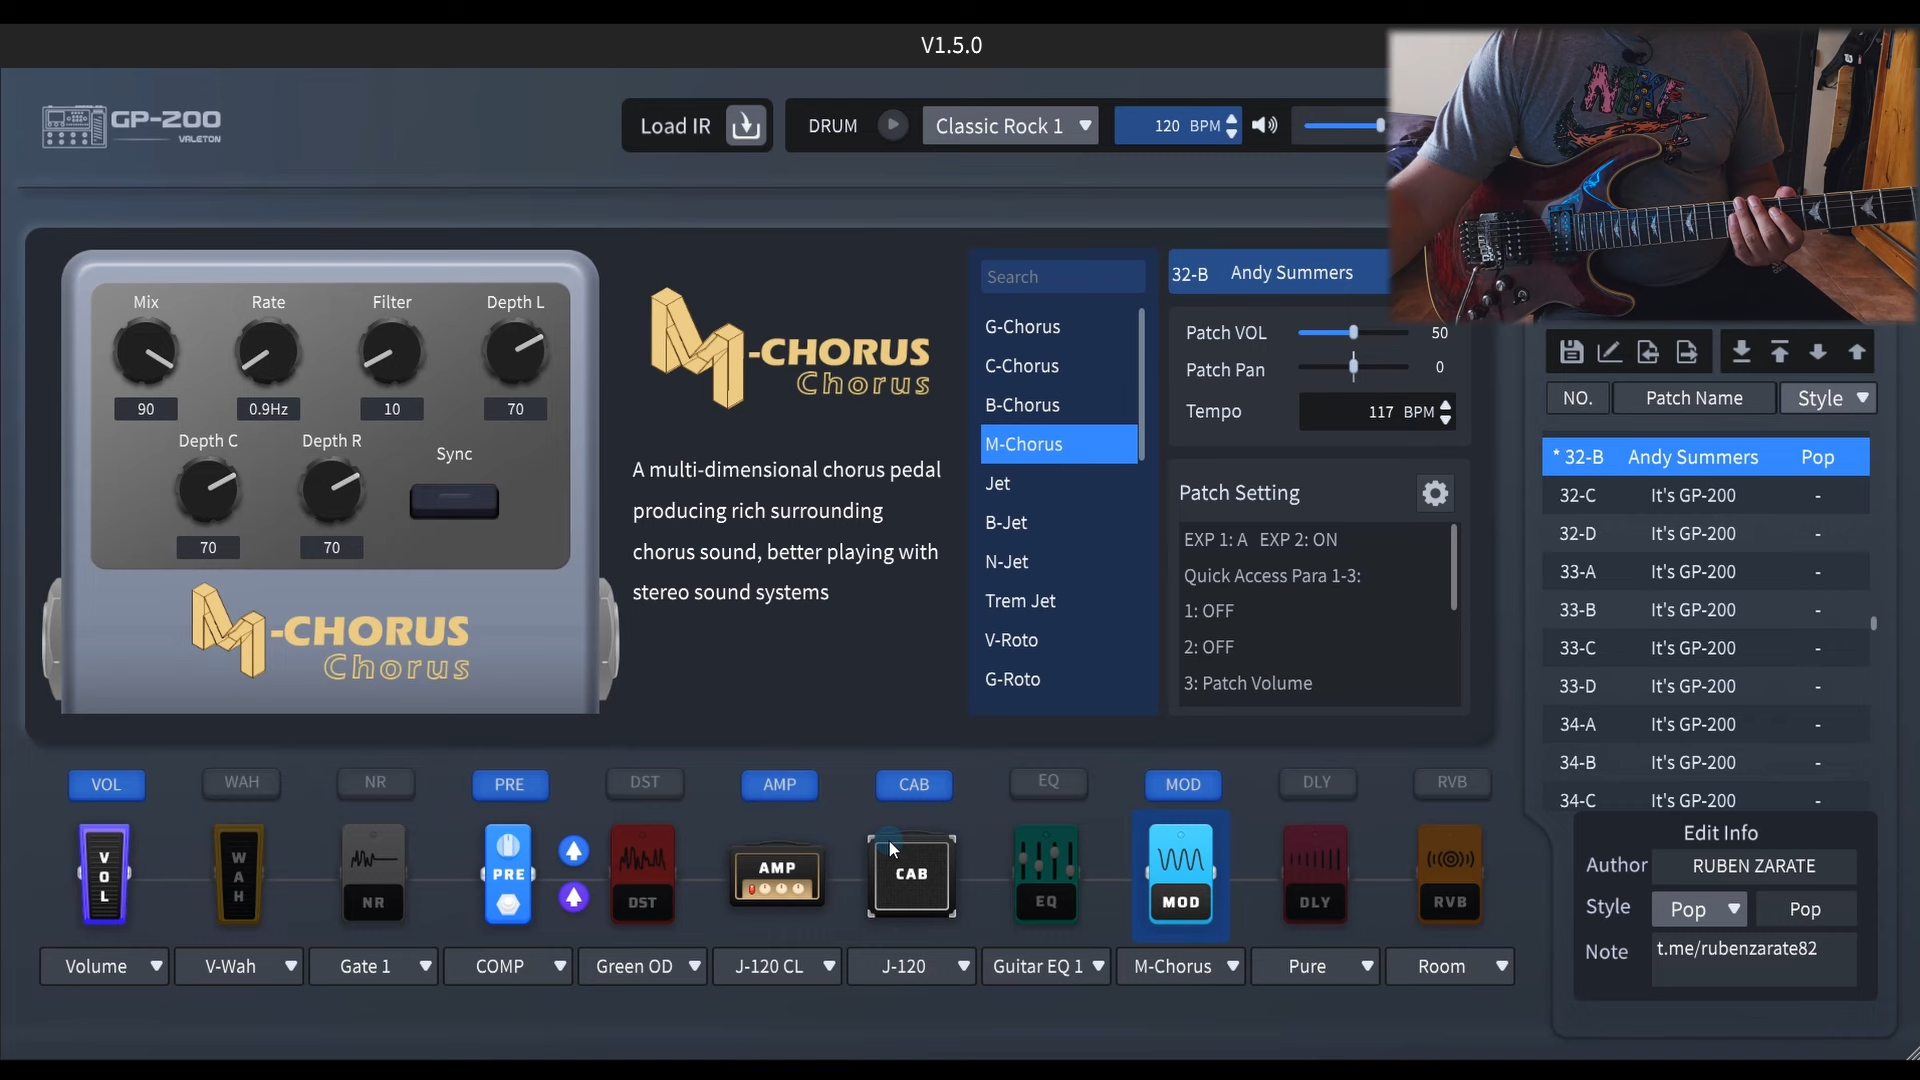 V1.5.0
GP-200
VALETON
Load IR
DRUM
Classic Rock 1
120 BPM
Mix
Rate
Filter
Depth L
90
0.9Hz
10
70
Depth C
Depth R
Sync
70
70
M-CHORUS
Chorus
M-CHORUS
Chorus
A multi-dimensional chorus pedal
producing rich surrounding
chorus sound, better playing with
stereo sound systems
Search
G-Chorus
C-Chorus
B-Chorus
M-Chorus
Jet
B-Jet
N-Jet
Trem Jet
V-Roto
G-Roto
32-B Andy Summers
Patch VOL 50
Patch Pan 0
Tempo 117 BPM
Patch Setting
EXP 1: A EXP 2: ON
Quick Access Para 1-3:
1: OFF
2: OFF
3: Patch Volume
NO. Patch Name Style
* 32-B Andy Summers Pop
32-C It's GP-200 -
32-D It's GP-200 -
33-A It's GP-200 -
33-B It's GP-200 -
33-C It's GP-200 -
33-D It's GP-200 -
34-A It's GP-200 -
34-B It's GP-200 -
34-C It's GP-200 -
Edit Info
Author RUBEN ZARATE
Style Pop Pop
Note t.me/rubenzarate82
VOL WAH NR PRE DST AMP CAB EQ MOD DLY RVB
VOL WAH NR PRE DST AMP CAB EQ MOD DLY RVB
Volume V-Wah Gate 1 COMP Green OD J-120 CL J-120 Guitar EQ 1 M-Chorus Pure Room